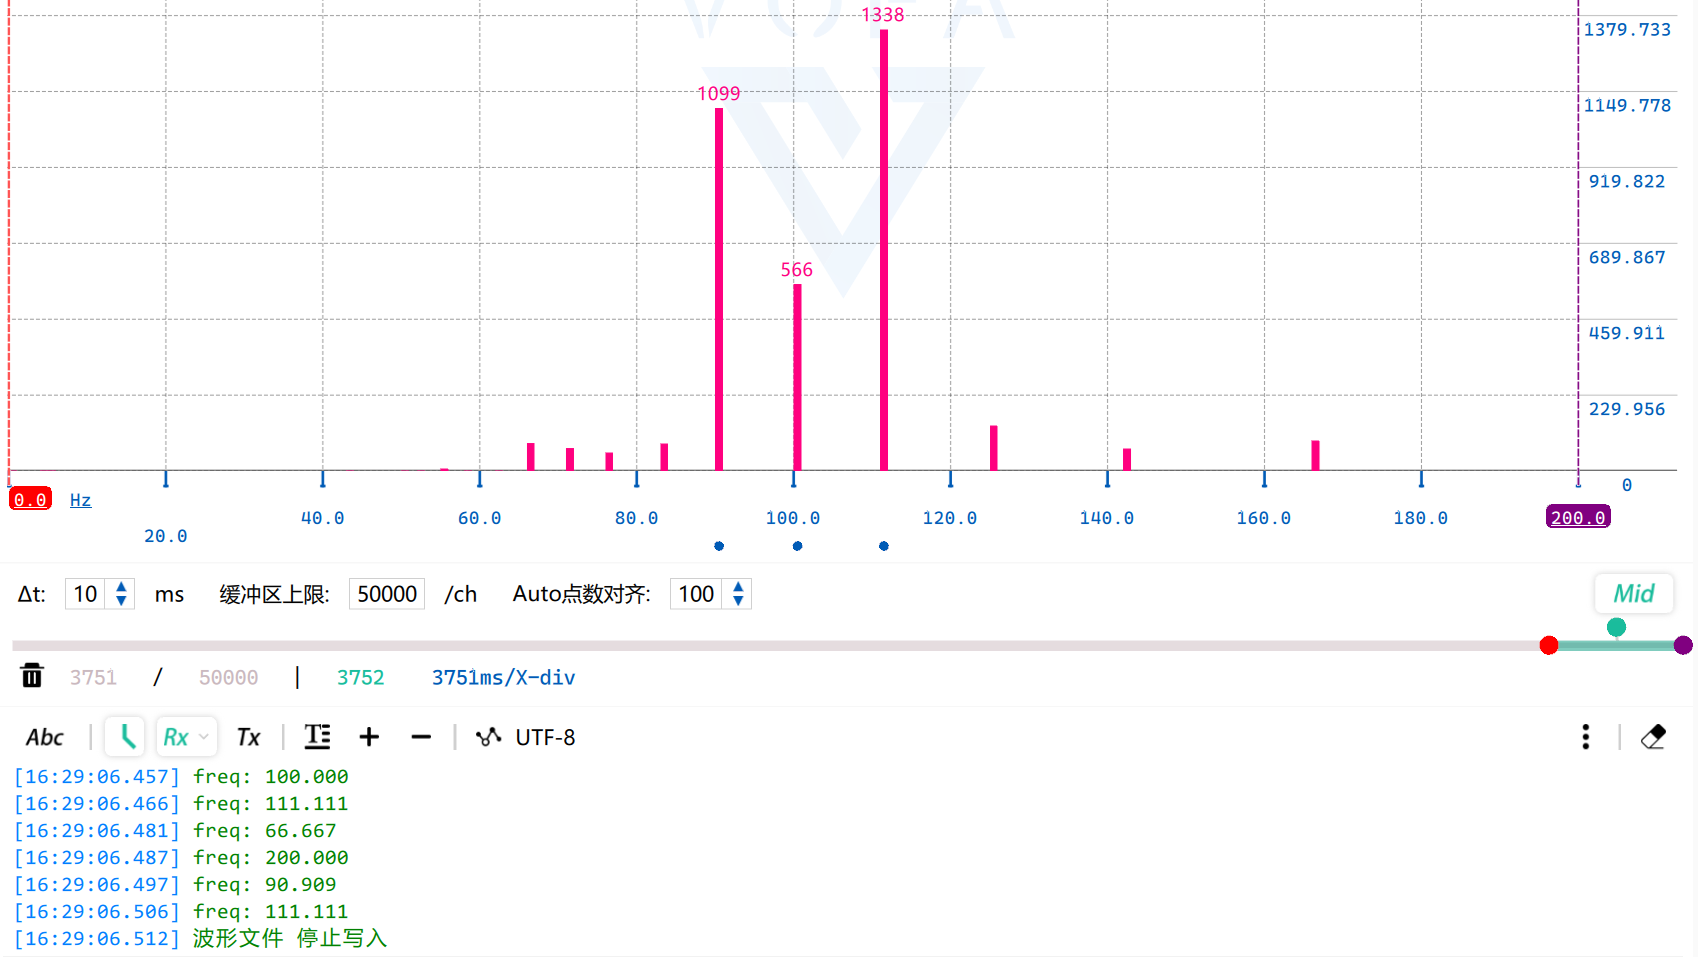 VOFA
1338
1379.733
1099
1149.778
919.822
566
689.867
459.911
229.956
0
0.0 Hz
20.0 40.0 60.0 80.0 100.0 120.0 140.0 160.0 180.0 200.0
Δt: 10 ms 缓冲区上限: 50000 /ch Auto点数对齐: 100 Mid
3751 / 50000 | 3752 3751ms/X-div
Abc | Rx Tx | T + − | UTF-8
[16:29:06.457] freq: 100.000
[16:29:06.466] freq: 111.111
[16:29:06.481] freq: 66.667
[16:29:06.487] freq: 200.000
[16:29:06.497] freq: 90.909
[16:29:06.506] freq: 111.111
[16:29:06.512] 波形文件 停止写入